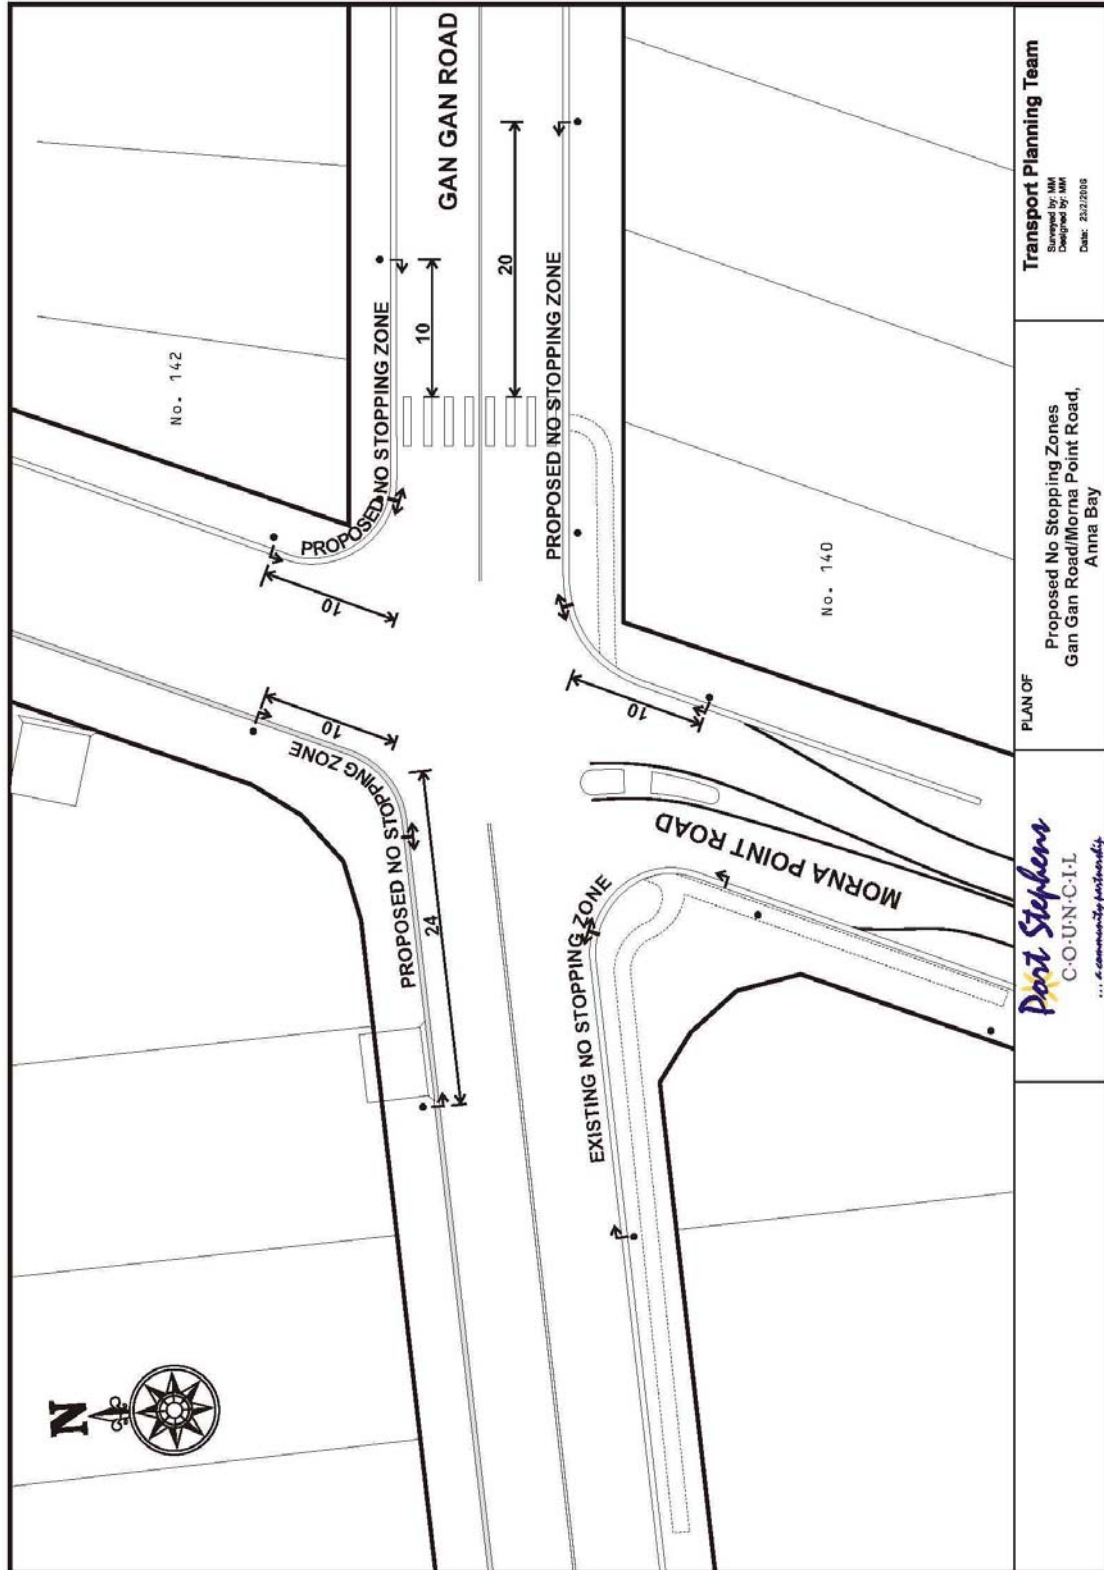 N
No. 142
GAN GAN ROAD
PROPOSED NO STOPPING ZONE
10
20
PROPOSED NO STOPPING ZONE
10
10
PROPOSED NO STOPPING ZONE
24
10
No. 140
MORNA POINT ROAD
EXISTING NO STOPPING ZONE
Port Stephens
C·O·U·N·C·I·L
... a community partnership
PLAN OF
Proposed No Stopping Zones
Gan Gan Road/Morna Point Road,
Anna Bay
Transport Planning Team
Surveyed by: MM
Designed by: MM
Date: 23/2/2006